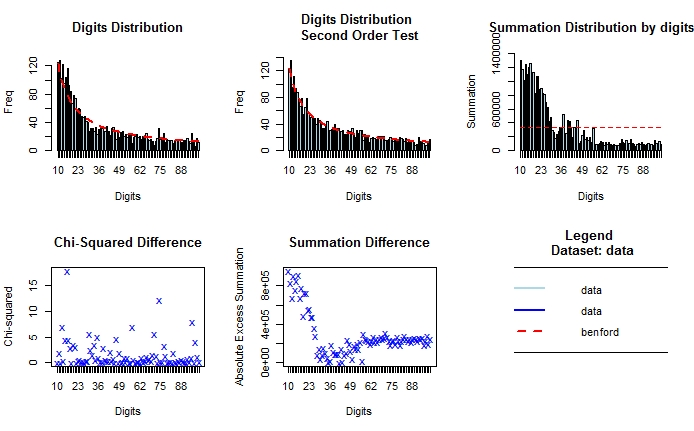 Digits Distribution
Freq
0 40 80 120
10 23 36 49 62 75 88
Digits
Digits Distribution
Second Order Test
Freq
0 40 80 120
10 23 36 49 62 75 88
Digits
Summation Distribution by digits
Summation
0 600000 1400000
10 23 36 49 62 75 88
Digits
Chi-Squared Difference
Chi-squared
0 5 10 15
10 23 36 49 62 75 88
Digits
Summation Difference
Absolute Excess Summation
0e+00 4e+05 8e+05
10 23 36 49 62 75 88
Digits
Legend
Dataset: data
data
data
benford